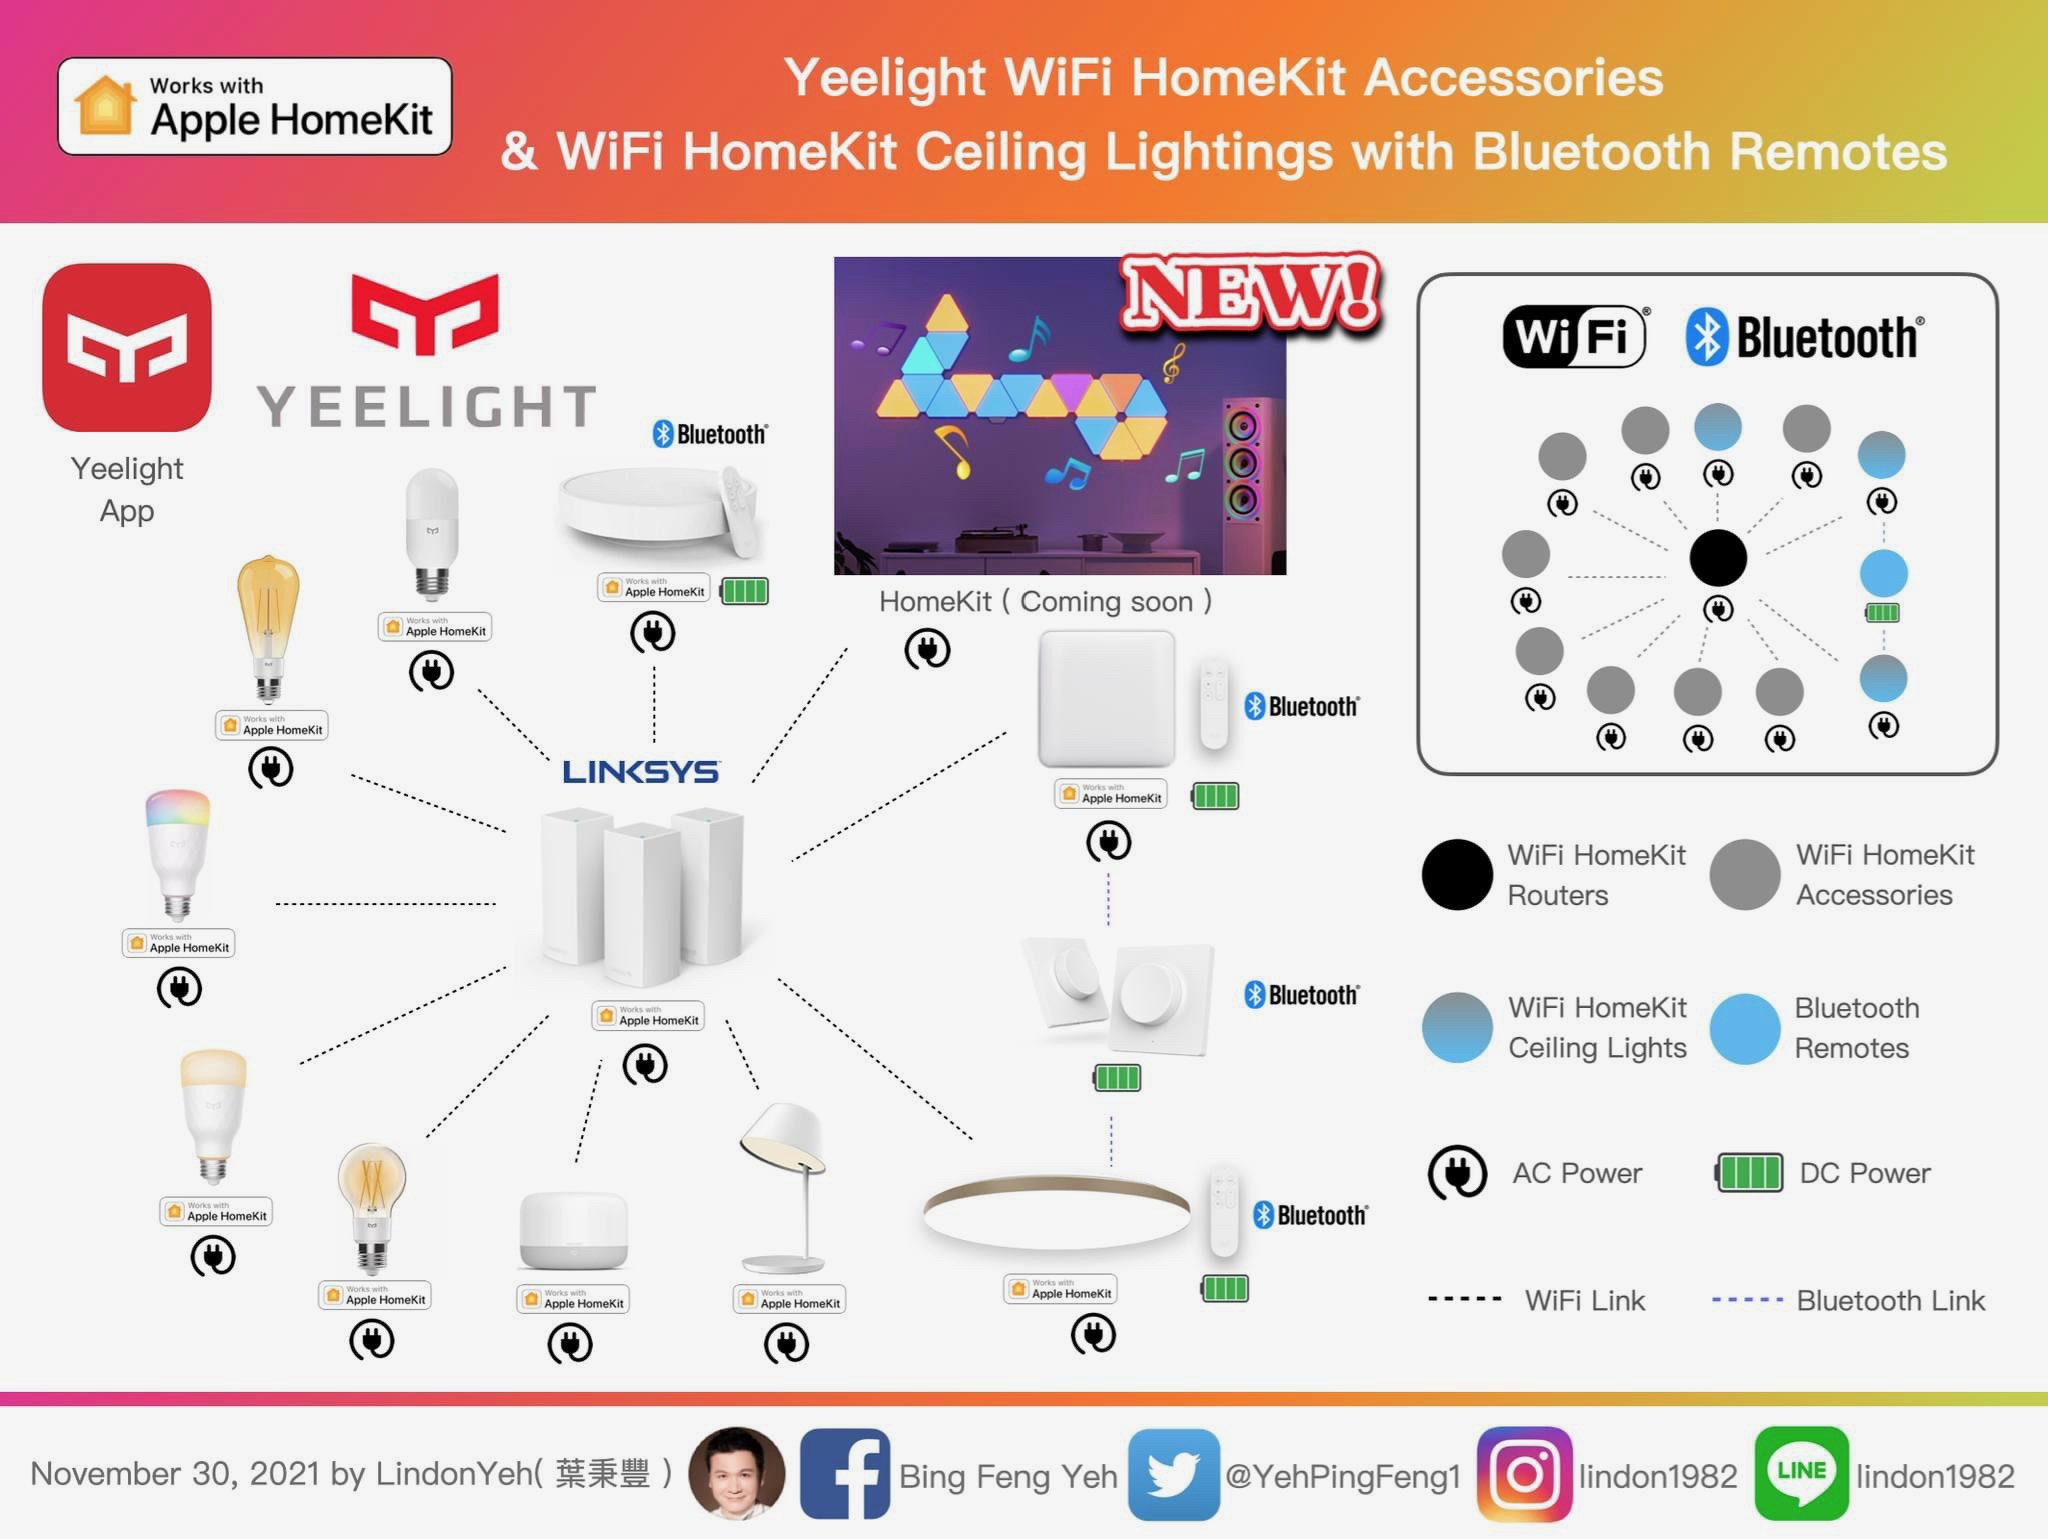 Works with
Apple HomeKit
Yeelight WiFi HomeKit Accessories
& WiFi HomeKit Ceiling Lightings with Bluetooth Remotes
YEELIGHT
Yeelight
App
Bluetooth®
NEW!
WiFi®
Bluetooth®
Works with
Apple HomeKit
Works with
Apple HomeKit
HomeKit ( Coming soon )
Works with
Apple HomeKit
Bluetooth®
Works with
Apple HomeKit
LINKSYS
Works with
Apple HomeKit
Works with
Apple HomeKit
Bluetooth®
Works with
Apple HomeKit
Works with
Apple HomeKit
Bluetooth®
Works with
Apple HomeKit
Works with
Apple HomeKit
Works with
Apple HomeKit
Works with
Apple HomeKit
WiFi HomeKit
Routers
WiFi HomeKit
Accessories
WiFi HomeKit
Ceiling Lights
Bluetooth
Remotes
AC Power
DC Power
WiFi Link
Bluetooth Link
November 30, 2021 by LindonYeh( 葉秉豐 )
Bing Feng Yeh
@YehPingFeng1
lindon1982
LINE
lindon1982